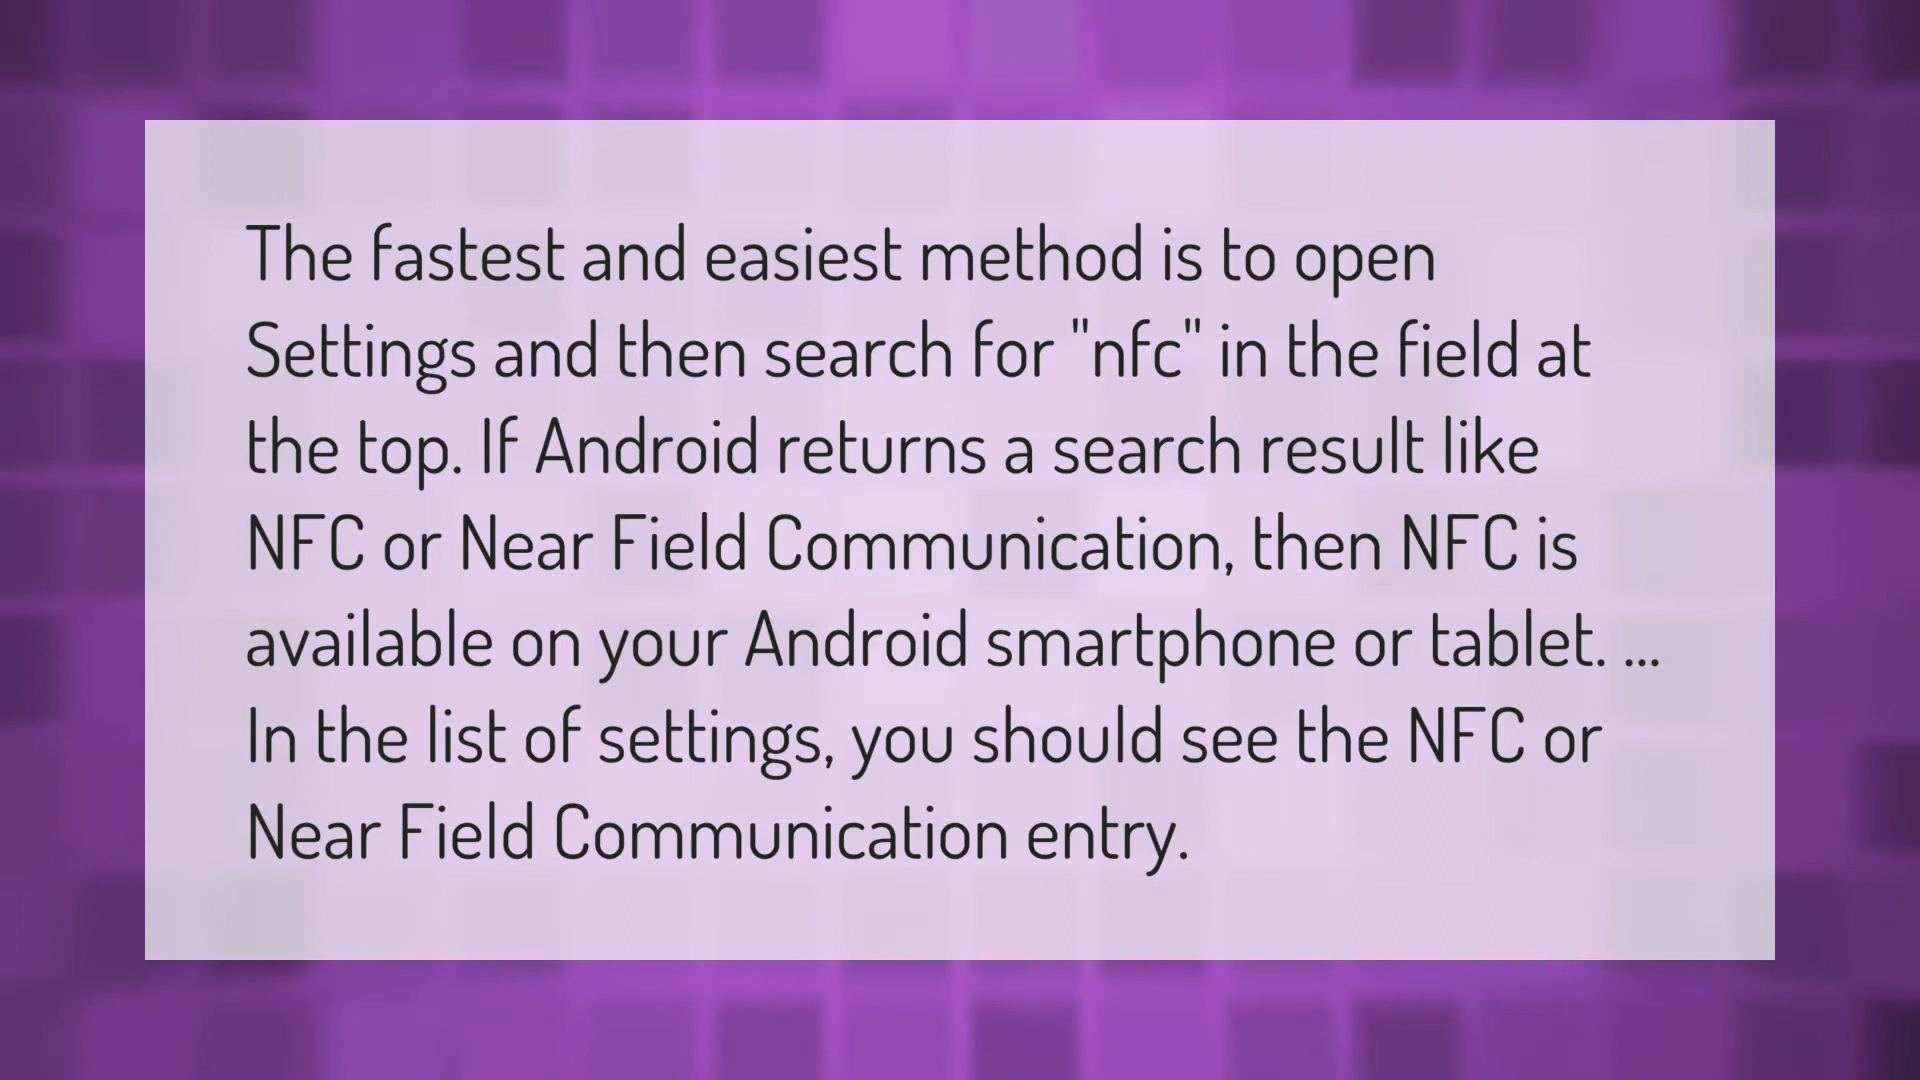 The fastest and easiest method is to open
Settings and then search for "nfc" in the field at
the top. If Android returns a search result like
NFC or Near Field Communication, then NFC is
available on your Android smartphone or tablet. ...
In the list of settings, you should see the NFC or
Near Field Communication entry.